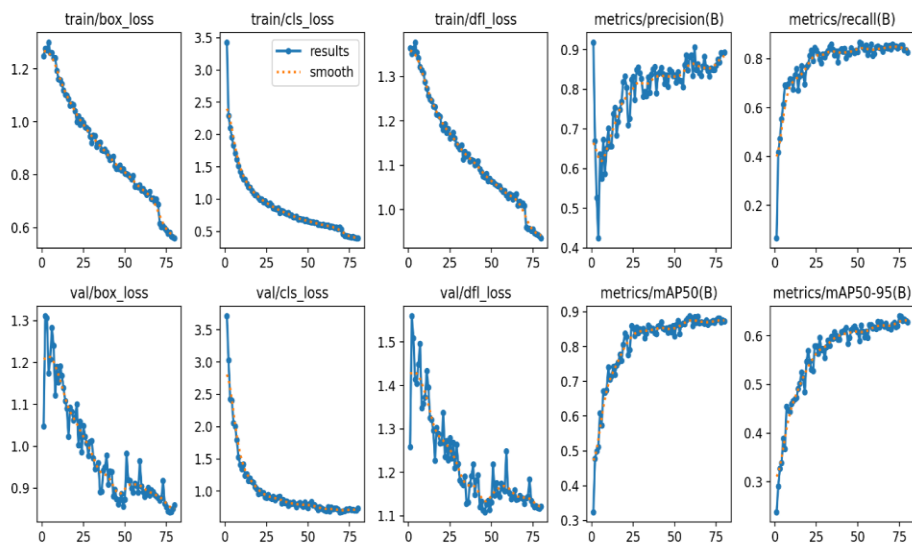 train/box_loss
train/cls_loss
train/dfl_loss
metrics/precision(B)
metrics/recall(B)
results
smooth
1.2
1.0
0.8
0.6
3.5
3.0
2.5
2.0
1.5
1.0
0.5
1.3
1.2
1.1
1.0
0.9
0.8
0.7
0.6
0.5
0.4
0.8
0.6
0.4
0.2
0 25 50 75
0 25 50 75
0 25 50 75
0 25 50 75
0 25 50 75
val/box_loss
val/cls_loss
val/dfl_loss
metrics/mAP50(B)
metrics/mAP50-95(B)
1.3
1.2
1.1
1.0
0.9
3.5
3.0
2.5
2.0
1.5
1.0
1.5
1.4
1.3
1.2
1.1
0.9
0.8
0.7
0.6
0.5
0.4
0.3
0.6
0.5
0.4
0.3
0 25 50 75
0 25 50 75
0 25 50 75
0 25 50 75
0 25 50 75